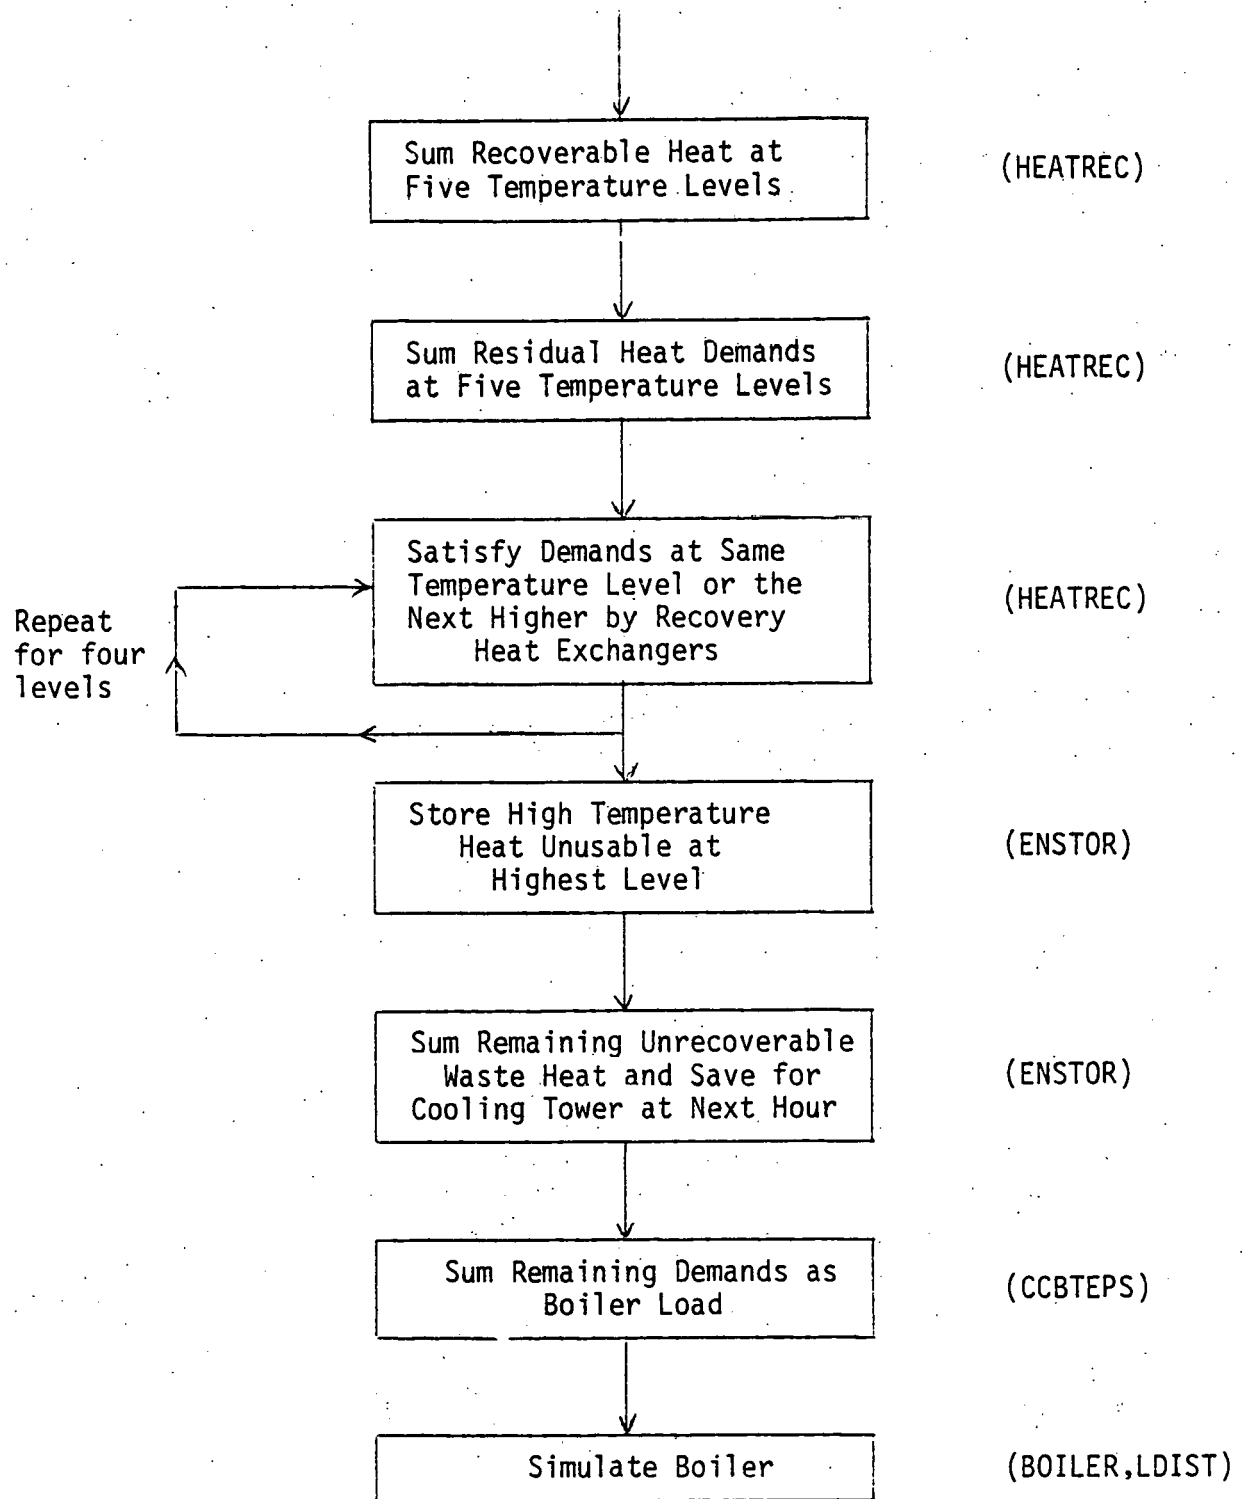 Sum Recoverable Heat at
Five Temperature Levels
(HEATREC)
Sum Residual Heat Demands
at Five Temperature Levels
(HEATREC)
Satisfy Demands at Same
Temperature Level or the
Next Higher by Recovery
Heat Exchangers
(HEATREC)
Repeat
for four
levels
Store High Temperature
Heat Unusable at
Highest Level
(ENSTOR)
Sum Remaining Unrecoverable
Waste Heat and Save for
Cooling Tower at Next Hour
(ENSTOR)
Sum Remaining Demands as
Boiler Load
(CCBTEPS)
Simulate Boiler
(BOILER,LDIST)